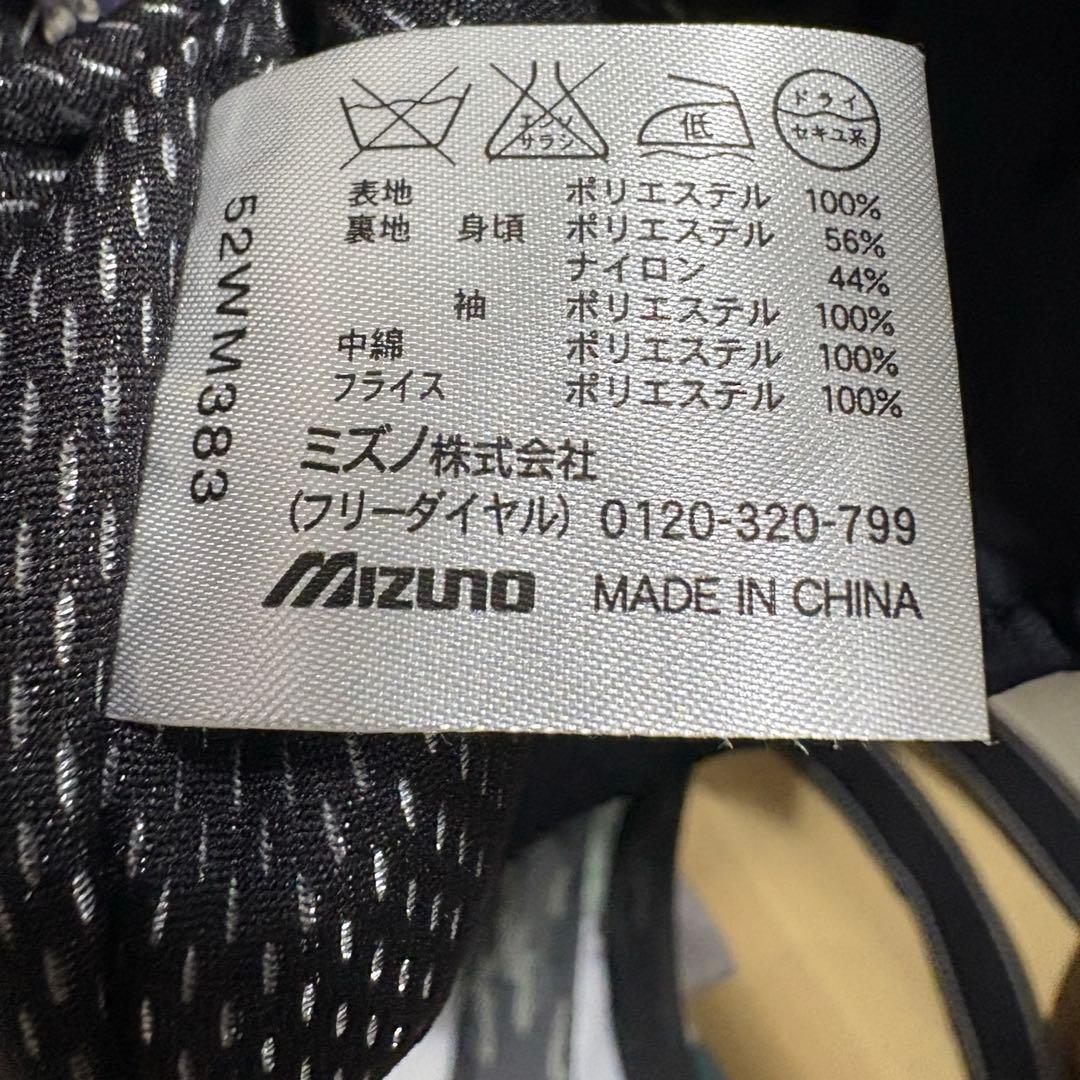 エンソ
サラシ
低
ドライ
セキユ系
表地 ポリエステル 100%
裏地 身頃 ポリエステル 56%
ナイロン 44%
袖 ポリエステル 100%
中綿 ポリエステル 100%
フライス ポリエステル 100%
ミズノ株式会社
(フリーダイヤル) 0120-320-799
MIZUNO MADE IN CHINA
52WM383